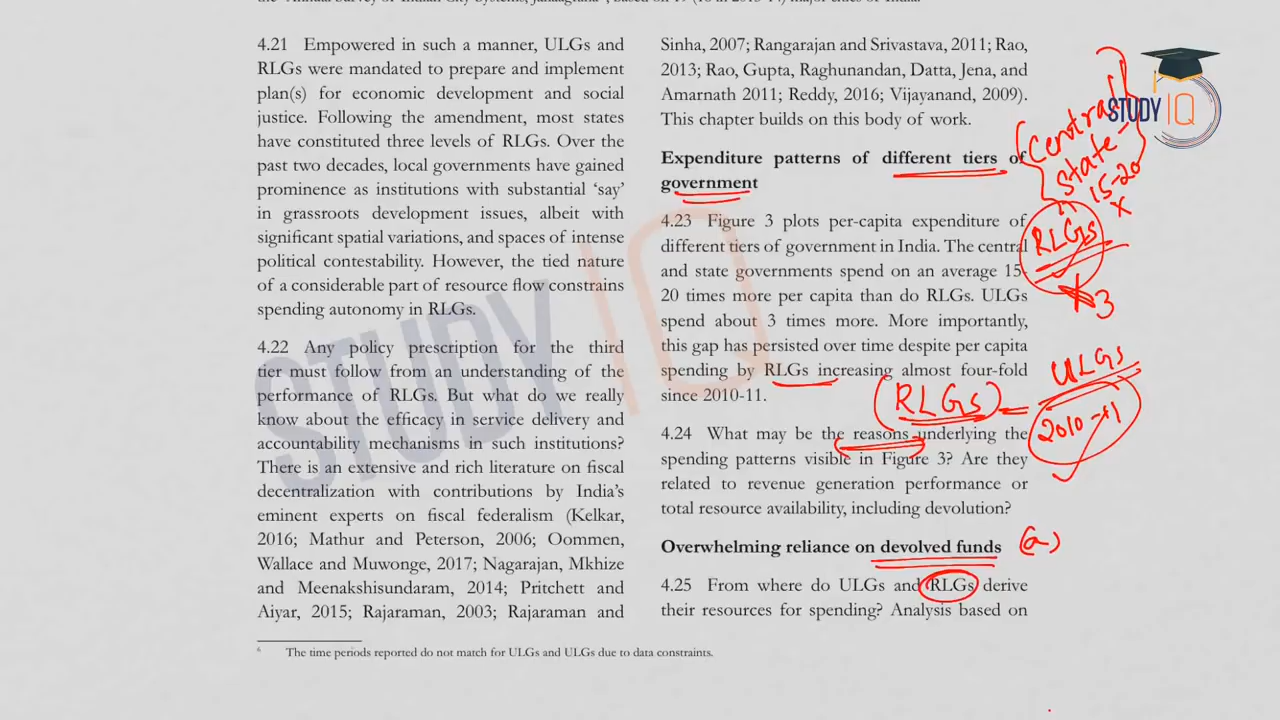 4.21 Empowered in such a manner, ULGs and
RLGs were mandated to prepare and implement
plan(s) for economic development and social
justice. Following the amendment, most states
have constituted three levels of RLGs. Over the
past two decades, local governments have gained
prominence as institutions with substantial ‘say’
in grassroots development issues, albeit with
significant spatial variations, and spaces of intense
political contestability. However, the tied nature
of a considerable part of resource flow constrains
spending autonomy in RLGs.
4.22 Any policy prescription for the third
tier must follow from an understanding of the
performance of RLGs. But what do we really
know about the efficacy in service delivery and
accountability mechanisms in such institutions?
There is an extensive and rich literature on fiscal
decentralization with contributions by India’s
eminent experts on fiscal federalism (Kelkar,
2016; Mathur and Peterson, 2006; Oommen,
Wallace and Muwonge, 2017; Nagarajan, Mkhize
and Meenakshisundaram, 2014; Pritchett and
Aiyar, 2015; Rajaraman, 2003; Rajaraman and
Sinha, 2007; Rangarajan and Srivastava, 2011; Rao,
2013; Rao, Gupta, Raghunandan, Datta, Jena, and
Amarnath 2011; Reddy, 2016; Vijayanand, 2009).
This chapter builds on this body of work.
Expenditure patterns of different tiers of
government
4.23 Figure 3 plots per-capita expenditure of
different tiers of government in India. The central
and state governments spend on an average 15-
20 times more per capita than do RLGs. ULGs
spend about 3 times more. More importantly,
this gap has persisted over time despite per capita
spending by RLGs increasing almost four-fold
since 2010-11.
4.24 What may be the reasons underlying the
spending patterns visible in Figure 3? Are they
related to revenue generation performance or
total resource availability, including devolution?
Overwhelming reliance on devolved funds
4.25 From where do ULGs and RLGs derive
their resources for spending? Analysis based on
6 The time periods reported do not match for ULGs and ULGs due to data constraints.
Central
State
15-20
x
RLGs
3
ULGs
RLGs
2010-11
(a)
STUDY IQ
STUDY IQ